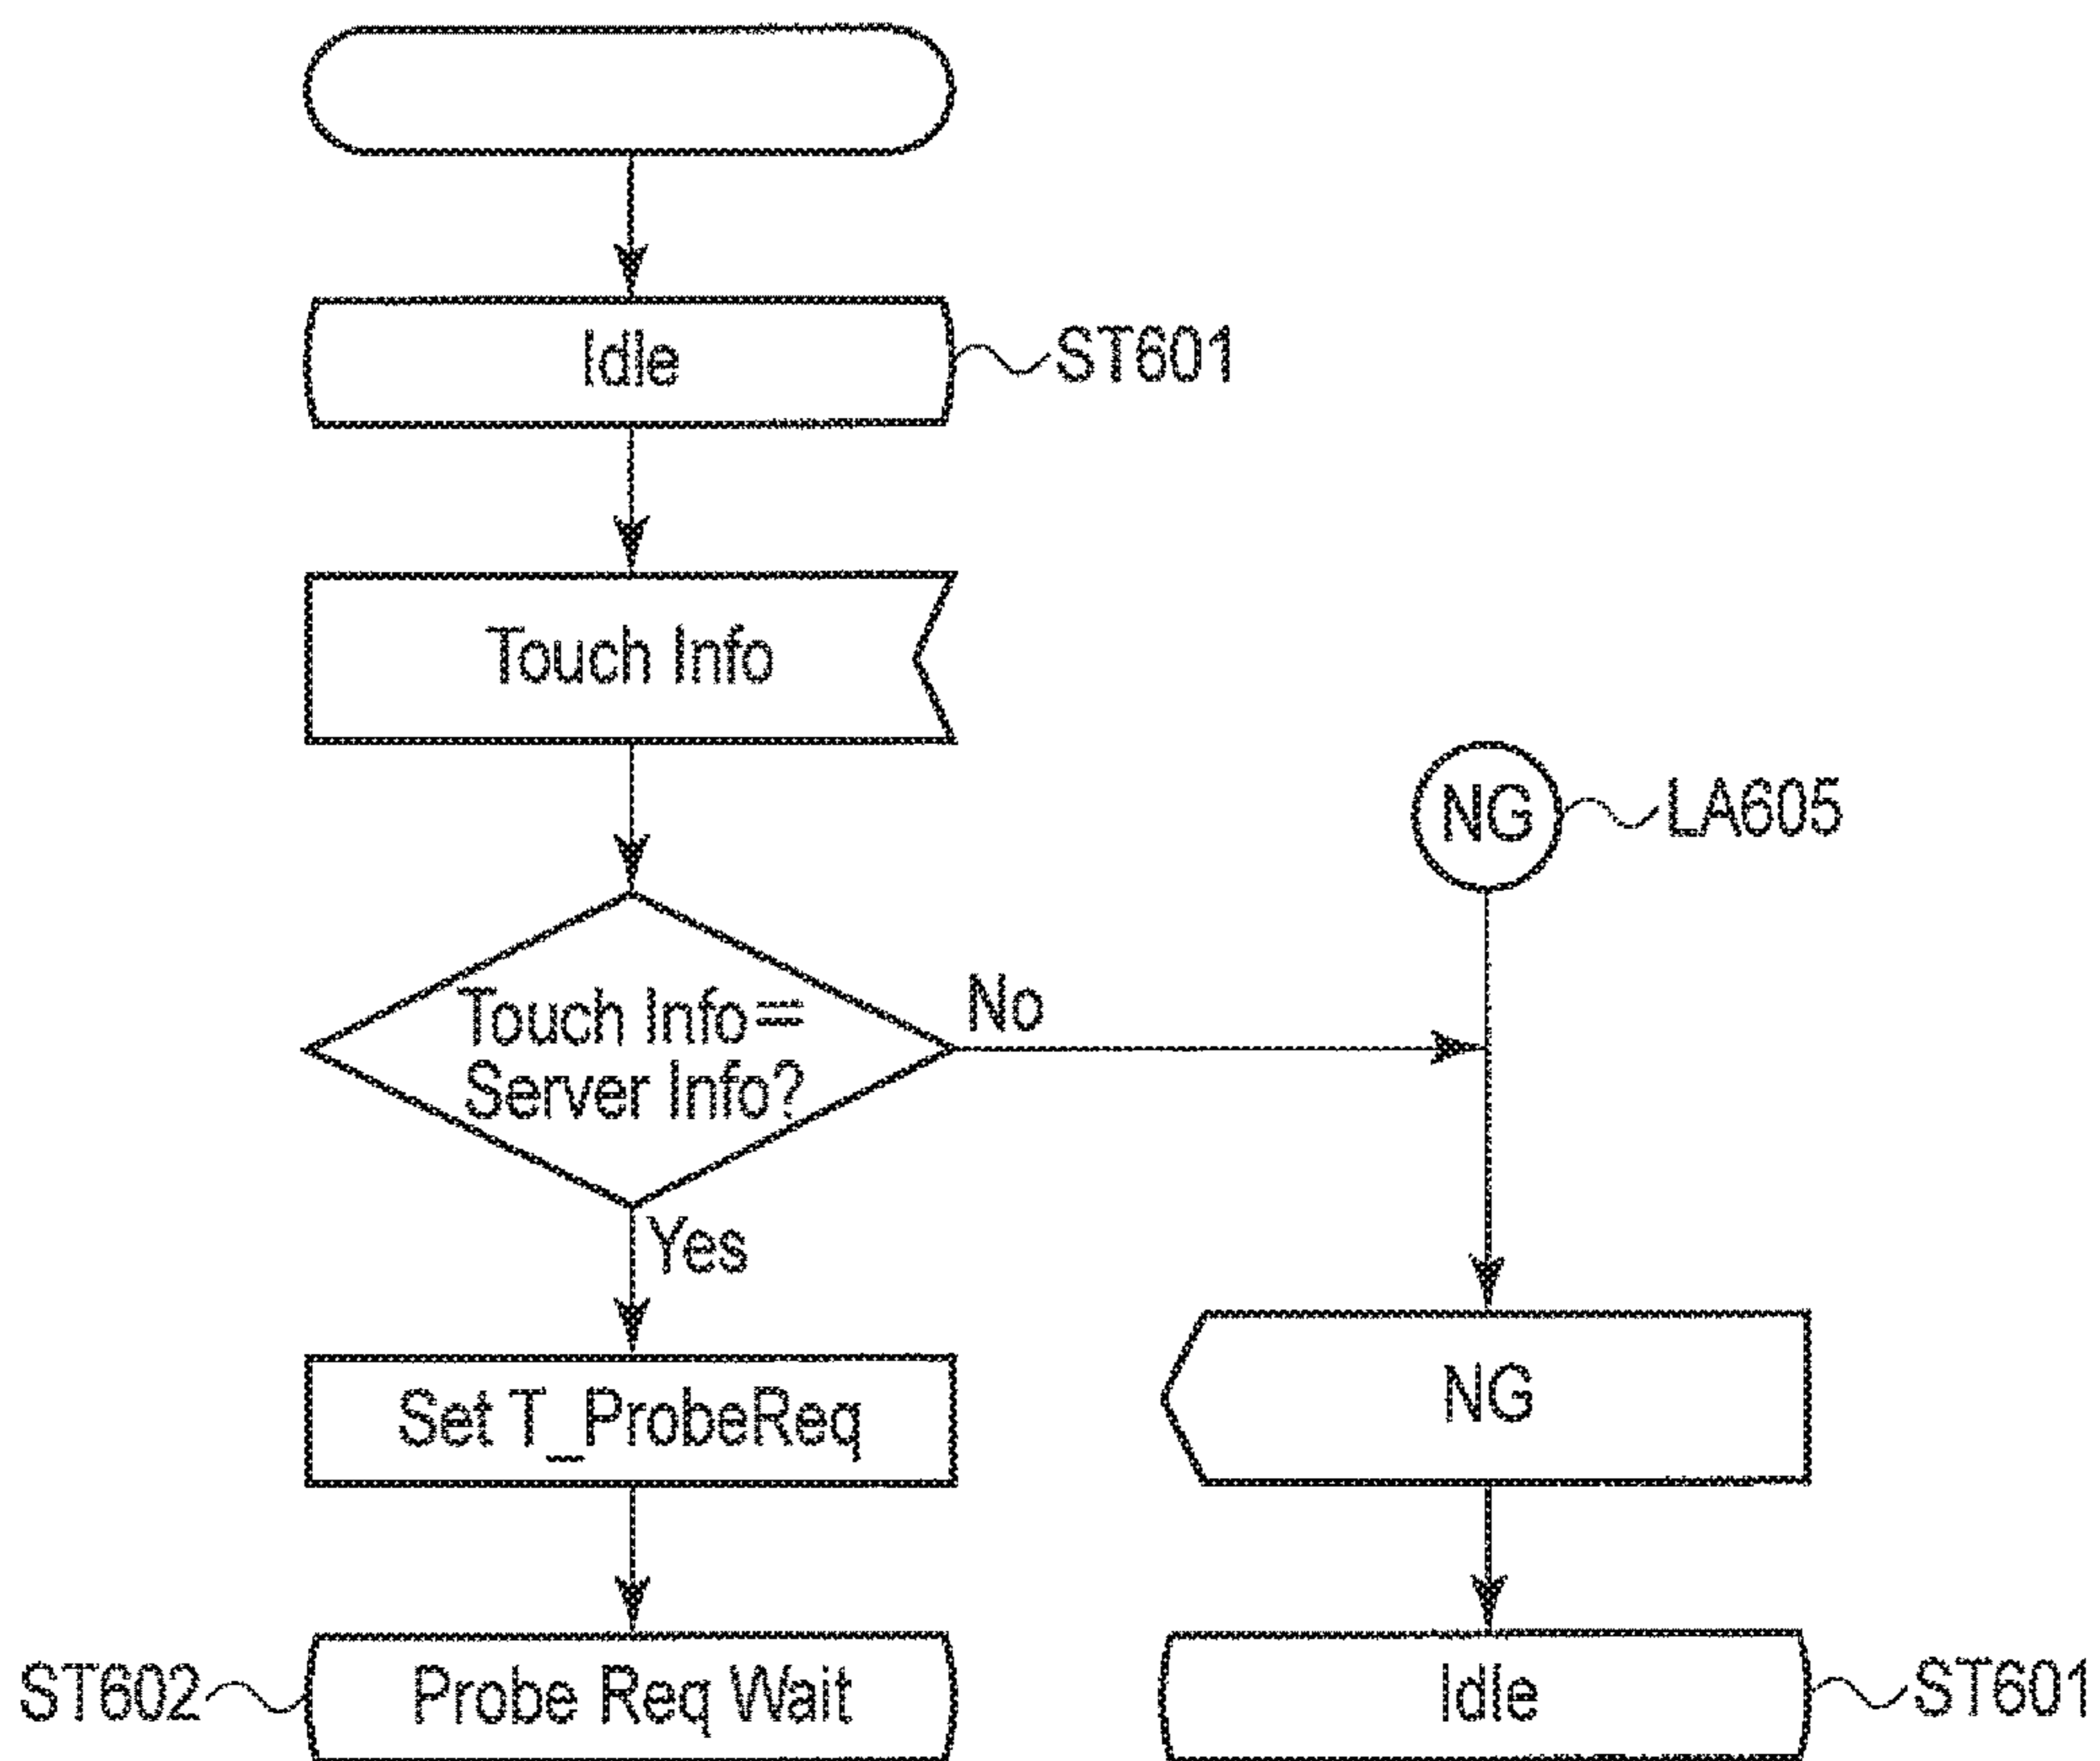 Idle
ST601
Touch Info
NG
LA605
Touch Info==
Server Info?
No
Yes
Set T_ProbeReq
NG
ST602
Probe Req Wait
Idle
ST601